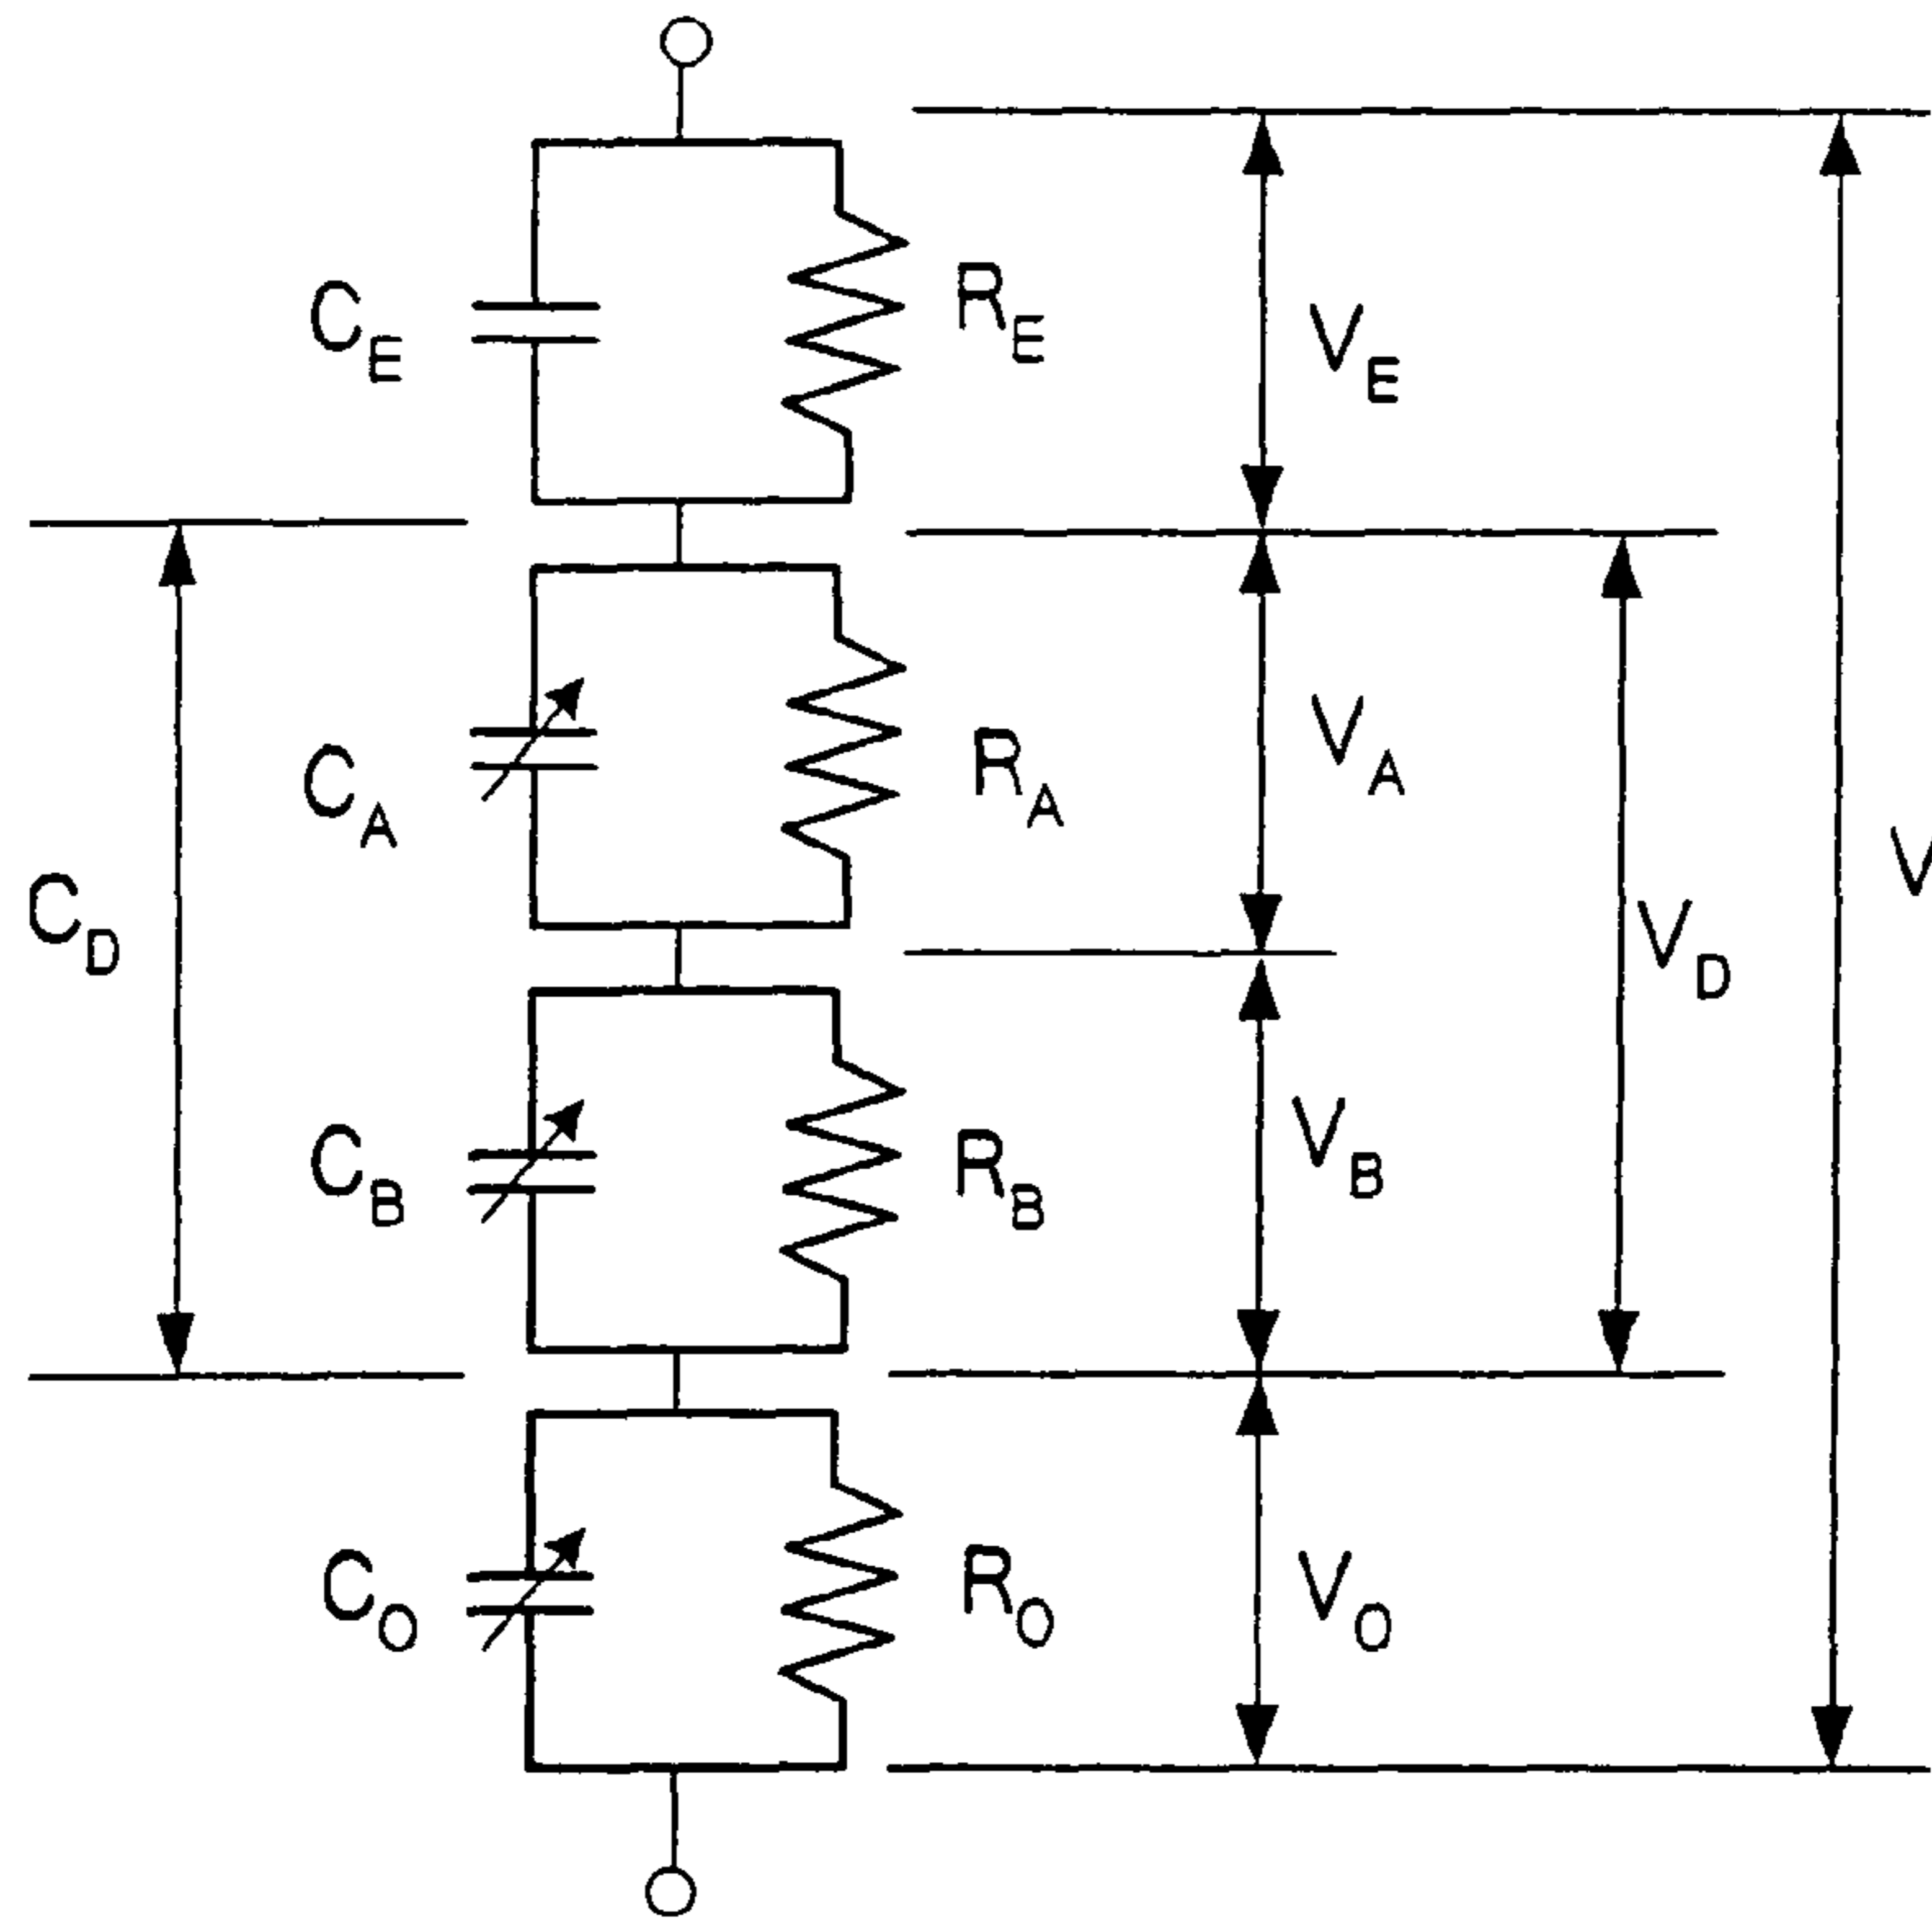 C_E
R_E
V_E
C_A
R_A
V_A
C_D
V_D
V
C_B
R_B
V_B
C_O
R_O
V_O